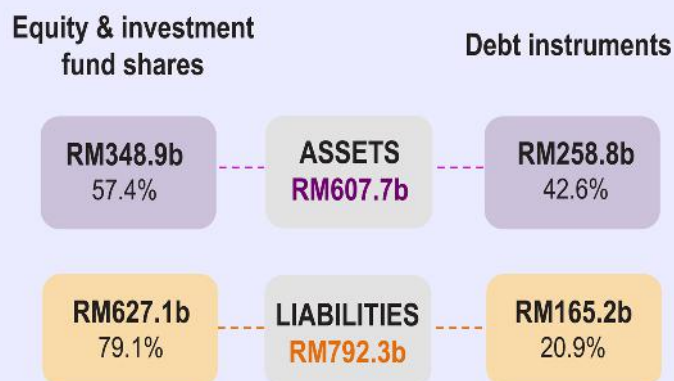 Equity & investment
fund shares
Debt instruments
RM348.9b
57.4%
ASSETS
RM607.7b
RM258.8b
42.6%
RM627.1b
79.1%
LIABILITIES
RM792.3b
RM165.2b
20.9%